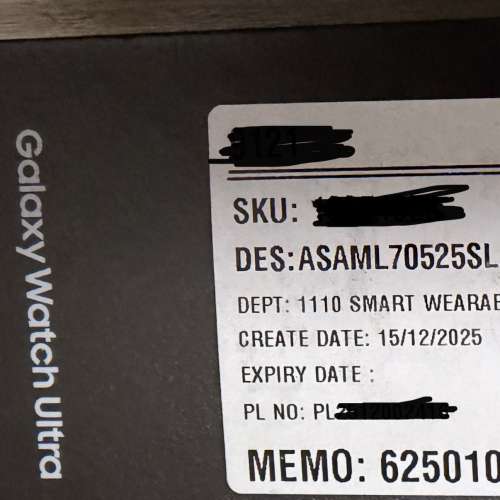 Galaxy Watch Ultra
SKU:
DES:ASAML70525SL
DEPT: 1110 SMART WEARAB
CREATE DATE: 15/12/2025
EXPIRY DATE :
PL NO: PL
MEMO: 625010